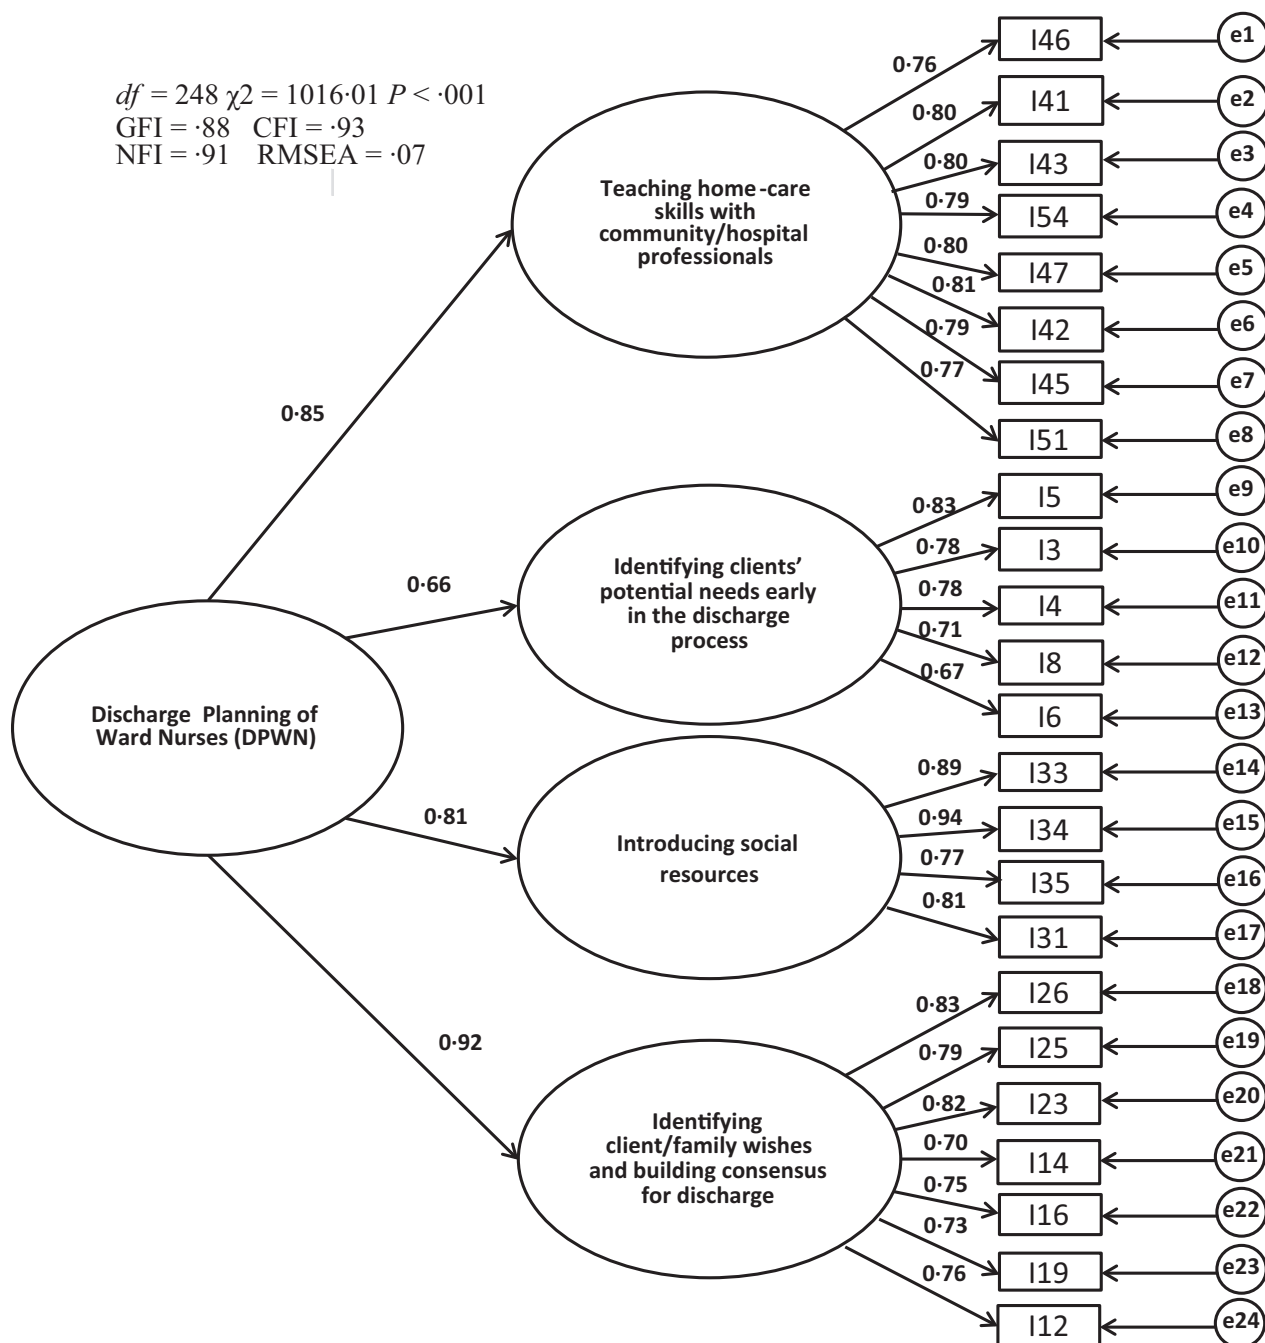 df = 248 χ2 = 1016·01 P < ·001
GFI = ·88 CFI = ·93
NFI = ·91 RMSEA = ·07
Discharge Planning of
Ward Nurses (DPWN)
0·85
0·66
0·81
0·92
Teaching home-care
skills with
community/hospital
professionals
0·76
I46
e1
0·80
I41
e2
0·80
I43
e3
0·79
I54
e4
0·80
I47
e5
0·81
I42
e6
0·79
I45
e7
0·77
I51
e8
Identifying clients’
potential needs early
in the discharge
process
0·83
I5
e9
0·78
I3
e10
0·78
I4
e11
0·71
I8
e12
0·67
I6
e13
Introducing social
resources
0·89
I33
e14
0·94
I34
e15
0·77
I35
e16
0·81
I31
e17
Identifying
client/family wishes
and building consensus
for discharge
0·83
I26
e18
0·79
I25
e19
0·82
I23
e20
0·70
I14
e21
0·75
I16
e22
0·73
I19
e23
0·76
I12
e24